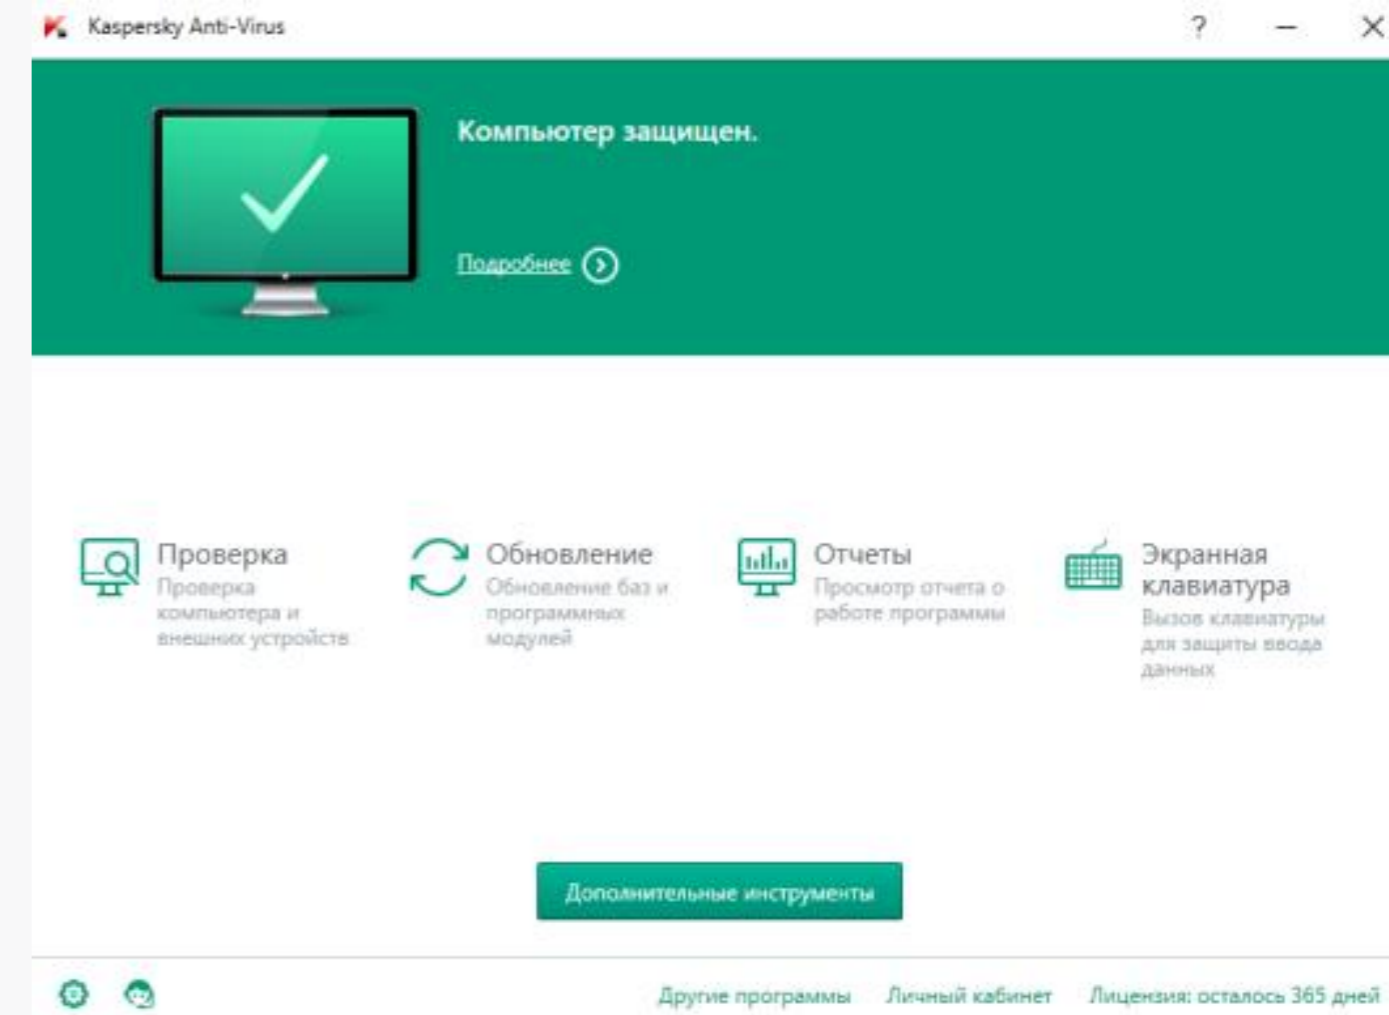 Kaspersky Anti-Virus
?
Компьютер защищен.
Подробнее
Проверка
Проверка
компьютера и
внешних устройств
Обновление
Обновление баз и
программных
модулей
Отчеты
Просмотр отчета о
работе программы
Экранная
клавиатура
Вызов клавиатуры
для защиты ввода
данных
Дополнительные инструменты
Другие программы Личный кабинет Лицензия: осталось 365 дней